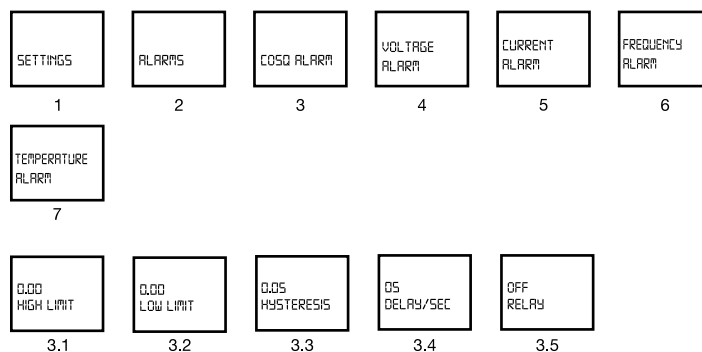 SETTINGS
ALARMS
COSQ ALARM
VOLTAGE
ALARM
CURRENT
ALARM
FREQUENCY
ALARM
1
2
3
4
5
6
TEMPERATURE
ALARM
7
0.00
HIGH LIMIT
0.00
LOW LIMIT
0.05
HYSTERESIS
05
DELAY/SEC
OFF
RELAY
3.1
3.2
3.3
3.4
3.5